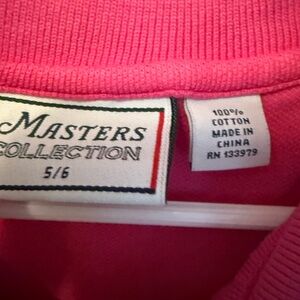 MASTERS
COLLECTION
5/6
100%
COTTON
MADE IN
CHINA
RN 133979